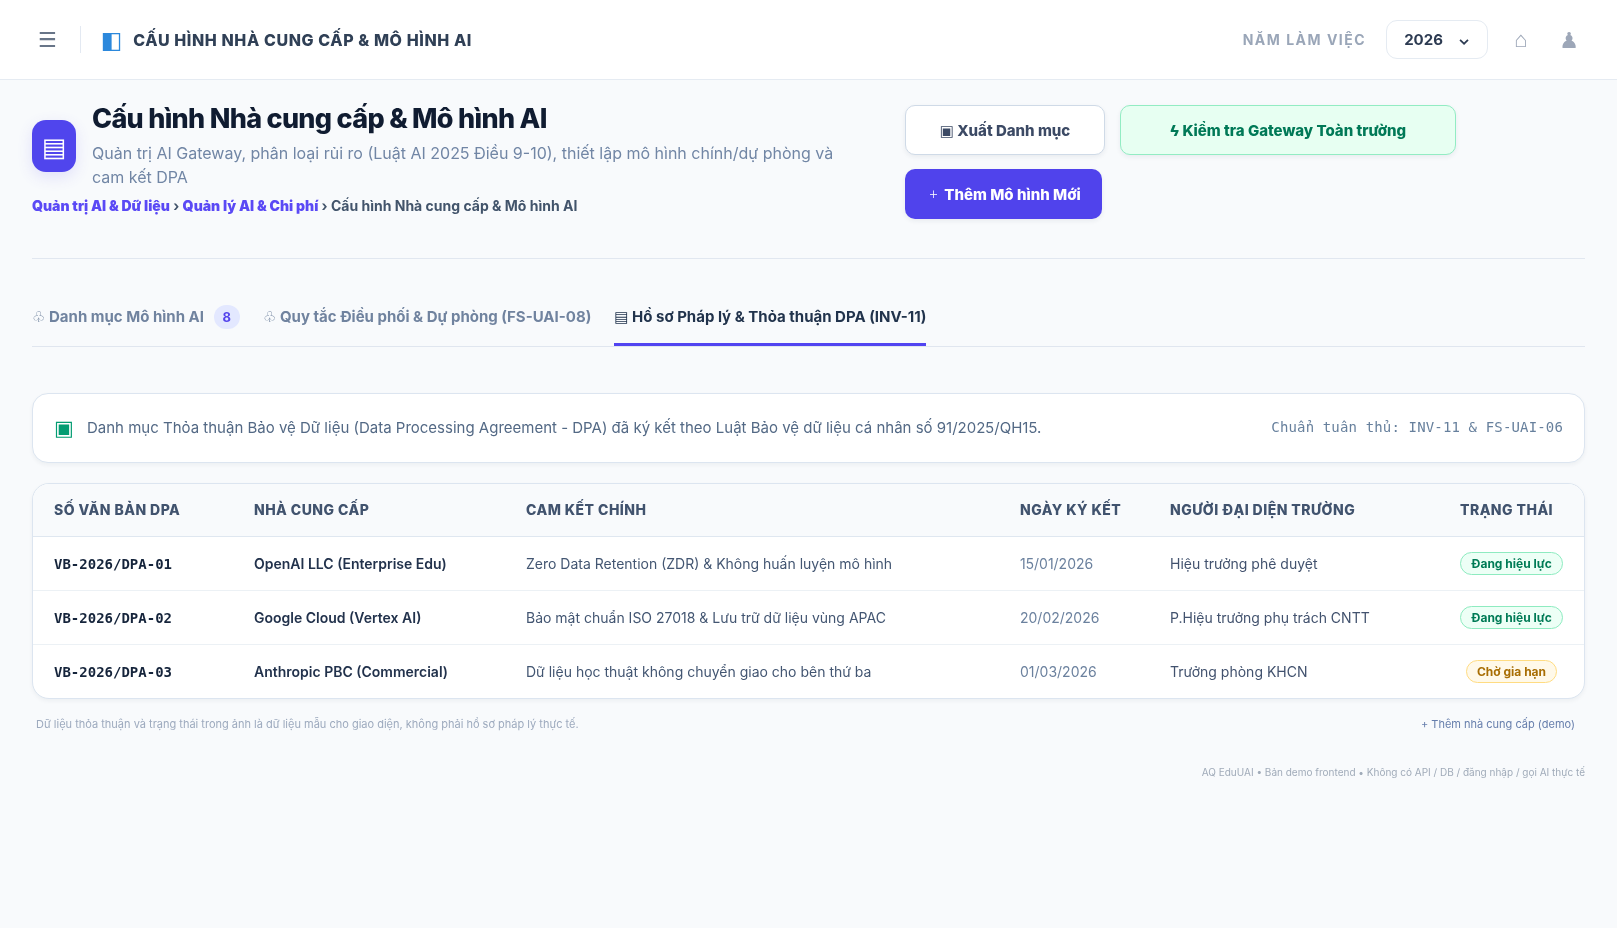 CẤU HÌNH NHÀ CUNG CẤP & MÔ HÌNH AI
NĂM LÀM VIỆC
2026
Cấu hình Nhà cung cấp & Mô hình AI
Quản trị AI Gateway, phân loại rủi ro (Luật AI 2025 Điều 9-10), thiết lập mô hình chính/dự phòng và
cam kết DPA
Quản trị AI & Dữ liệu › Quản lý AI & Chi phí › Cấu hình Nhà cung cấp & Mô hình AI
Xuất Danh mục
Kiểm tra Gateway Toàn trường
+ Thêm Mô hình Mới
Danh mục Mô hình AI 8
Quy tắc Điều phối & Dự phòng (FS-UAI-08)
Hồ sơ Pháp lý & Thỏa thuận DPA (INV-11)
Danh mục Thỏa thuận Bảo vệ Dữ liệu (Data Processing Agreement - DPA) đã ký kết theo Luật Bảo vệ dữ liệu cá nhân số 91/2025/QH15.
Chuẩn tuân thủ: INV-11 & FS-UAI-06
SỐ VĂN BẢN DPA NHÀ CUNG CẤP CAM KẾT CHÍNH NGÀY KÝ KẾT NGƯỜI ĐẠI DIỆN TRƯỜNG TRẠNG THÁI
VB-2026/DPA-01 OpenAI LLC (Enterprise Edu) Zero Data Retention (ZDR) & Không huấn luyện mô hình 15/01/2026 Hiệu trưởng phê duyệt Đang hiệu lực
VB-2026/DPA-02 Google Cloud (Vertex AI) Bảo mật chuẩn ISO 27018 & Lưu trữ dữ liệu vùng APAC 20/02/2026 P.Hiệu trưởng phụ trách CNTT Đang hiệu lực
VB-2026/DPA-03 Anthropic PBC (Commercial) Dữ liệu học thuật không chuyển giao cho bên thứ ba 01/03/2026 Trưởng phòng KHCN Chờ gia hạn
Dữ liệu thỏa thuận và trạng thái trong ảnh là dữ liệu mẫu cho giao diện, không phải hồ sơ pháp lý thực tế.
+ Thêm nhà cung cấp (demo)
AQ EduUAI • Bản demo frontend • Không có API / DB / đăng nhập / gọi AI thực tế